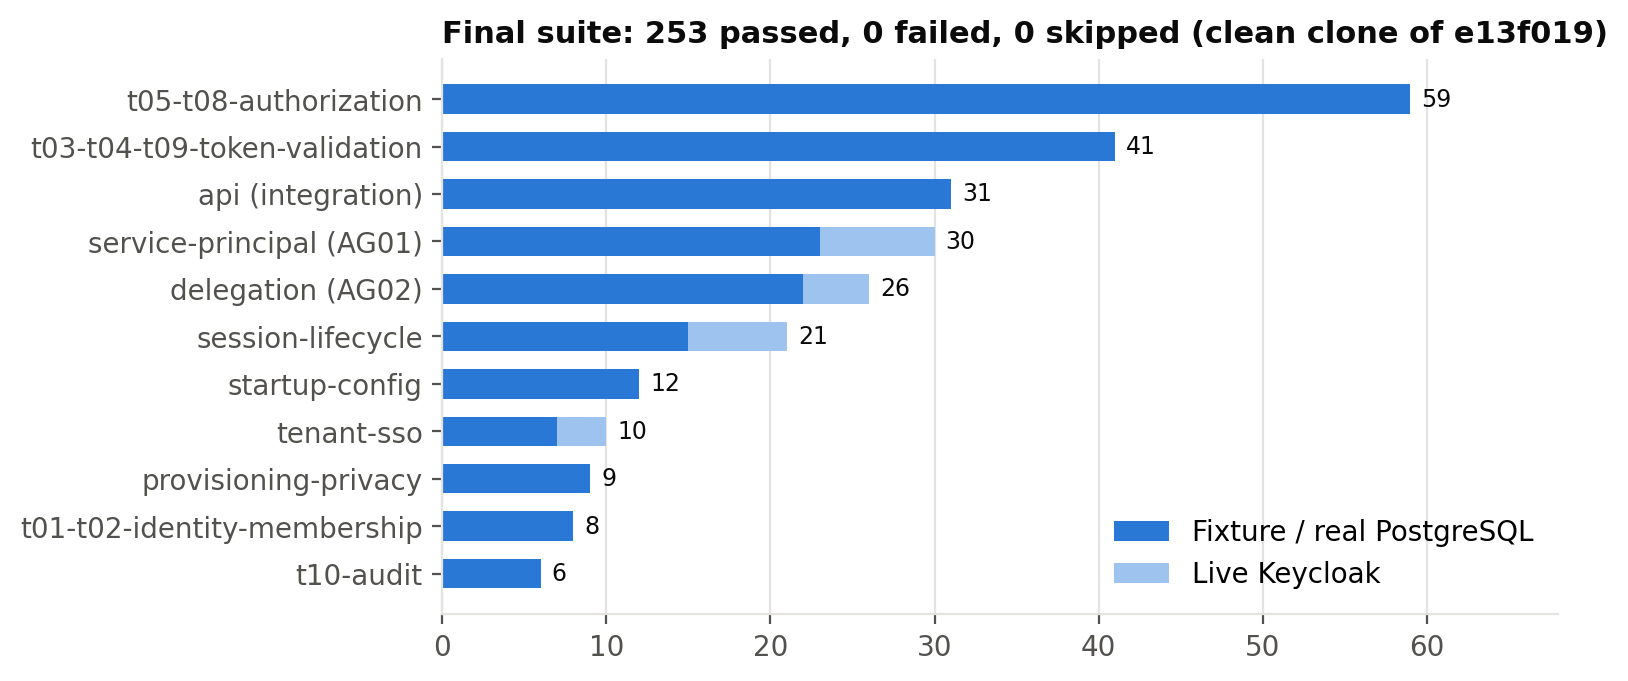 Final suite: 253 passed, 0 failed, 0 skipped (clean clone of e13f019)
t05-t08-authorization 59
t03-t04-t09-token-validation 41
api (integration) 31
service-principal (AG01) 30
delegation (AG02) 26
session-lifecycle 21
startup-config 12
tenant-sso 10
provisioning-privacy 9
t01-t02-identity-membership 8
t10-audit 6
Fixture / real PostgreSQL
Live Keycloak
0 10 20 30 40 50 60